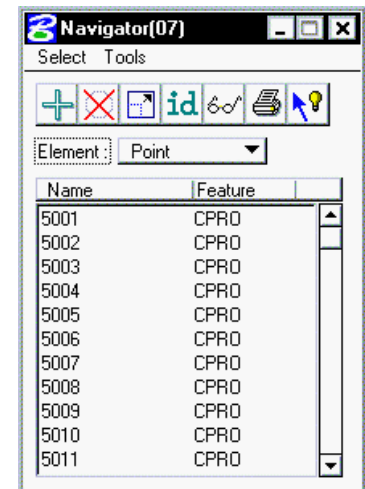 Navigator(07)
Select Tools
id
Element : Point
Name Feature
5001 CPRO
5002 CPRO
5003 CPRO
5004 CPRO
5005 CPRO
5006 CPRO
5007 CPRO
5008 CPRO
5009 CPRO
5010 CPRO
5011 CPRO